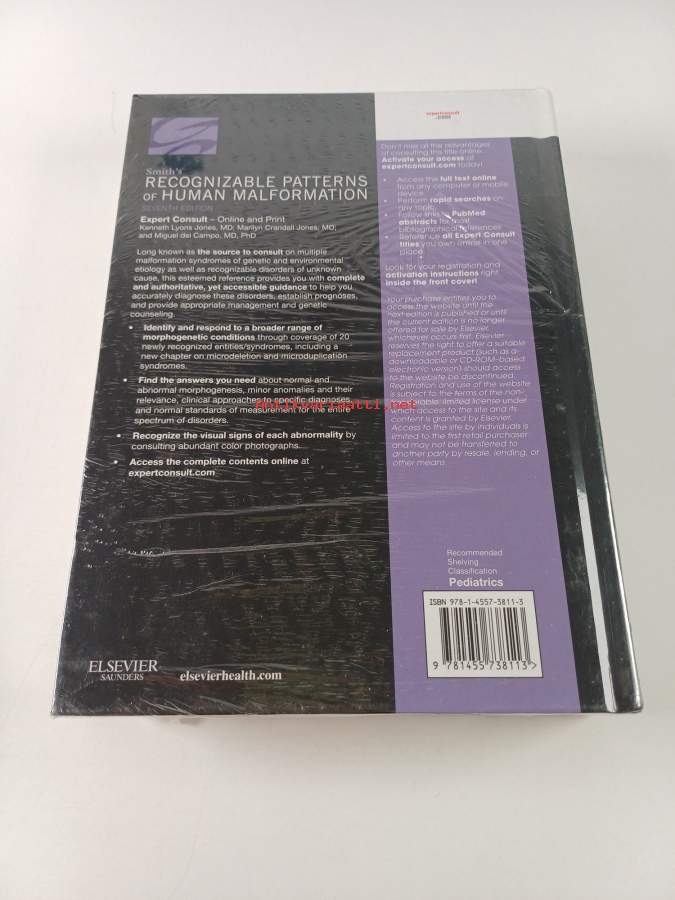 Smith's
RECOGNIZABLE PATTERNS
OF HUMAN MALFORMATION
SEVENTH EDITION
Expert Consult – Online and Print
Kenneth Lyons Jones, MD; Marilyn Crandall Jones, MD;
and Miguel del Campo, MD, PhD
Long known as the source to consult on multiple
malformation syndromes of genetic and environmental
etiology as well as recognizable disorders of unknown
cause, this esteemed reference provides you with complete
and authoritative, yet accessible guidance to help you
accurately diagnose these disorders, establish prognoses,
and provide appropriate management and genetic
counseling.
• Identify and respond to a broader range of
morphogenetic conditions through coverage of 20
newly recognized entities/syndromes, including a
new chapter on microdeletion and microduplication
syndromes.
• Find the answers you need about normal and
abnormal morphogenesis, minor anomalies and their
relevance, clinical approaches to specific diagnoses,
and normal standards of measurement for the entire
spectrum of disorders.
• Recognize the visual signs of each abnormality by
consulting abundant color photographs.
• Access the complete contents online at
expertconsult.com
ELSEVIER
SAUNDERS
elsevierhealth.com
expertconsult
.com
Don't miss all the advantages
of consulting this title online.
Activate your access at
expertconsult.com today!
• Access the full text online
from any computer or mobile
device
• Perform rapid searches on
any topic
• Follow links to PubMed
abstracts for most
bibliographical references
• Reference all Expert Consult
titles you own online in one
place
Look for your registration and
activation instructions right
inside the front cover!
Your purchase entitles you to
access the website until the
next edition is published or until
the current edition is no longer
offered for sale by Elsevier,
whichever occurs first. Elsevier
reserves the right to offer a suitable
replacement product (such as a
downloadable or CD-ROM-based
electronic version) should access
to the website be discontinued.
Registration and use of the website
is subject to the terms of the non-
transferable, limited license under
which access to the site and its
content is granted by Elsevier.
Access to the site by individuals is
limited to the first retail purchaser
and may not be transferred to
another party by resale, lending, or
other means.
Recommended
Shelving
Classification
Pediatrics
ISBN 978-1-4557-3811-3
9 781455 738113 >
antikvariaatti.net